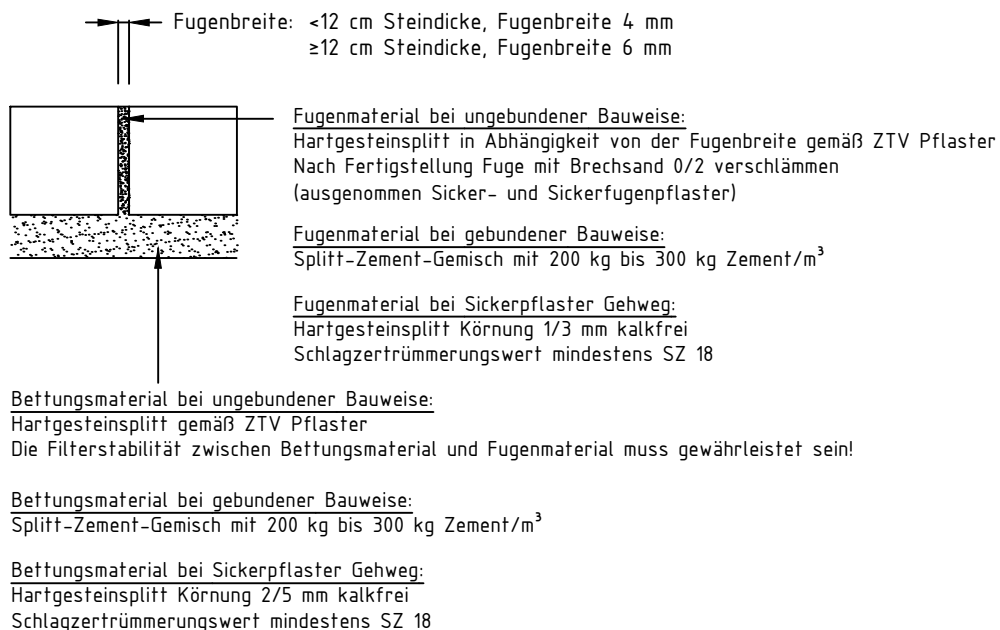 Fugenbreite: <12 cm Steindicke, Fugenbreite 4 mm
≥12 cm Steindicke, Fugenbreite 6 mm
Fugenmaterial bei ungebundener Bauweise:
Hartgesteinsplitt in Abhängigkeit von der Fugenbreite gemäß ZTV Pflaster
Nach Fertigstellung Fuge mit Brechsand 0/2 verschlämmen
(ausgenommen Sicker- und Sickerfugenpflaster)
Fugenmaterial bei gebundener Bauweise:
Splitt-Zement-Gemisch mit 200 kg bis 300 kg Zement/m³
Fugenmaterial bei Sickerpflaster Gehweg:
Hartgesteinsplitt Körnung 1/3 mm kalkfrei
Schlagzertrümmerungswert mindestens SZ 18
Bettungsmaterial bei ungebundener Bauweise:
Hartgesteinsplitt gemäß ZTV Pflaster
Die Filterstabilität zwischen Bettungsmaterial und Fugenmaterial muss gewährleistet sein!
Bettungsmaterial bei gebundener Bauweise:
Splitt-Zement-Gemisch mit 200 kg bis 300 kg Zement/m³
Bettungsmaterial bei Sickerpflaster Gehweg:
Hartgesteinsplitt Körnung 2/5 mm kalkfrei
Schlagzertrümmerungswert mindestens SZ 18